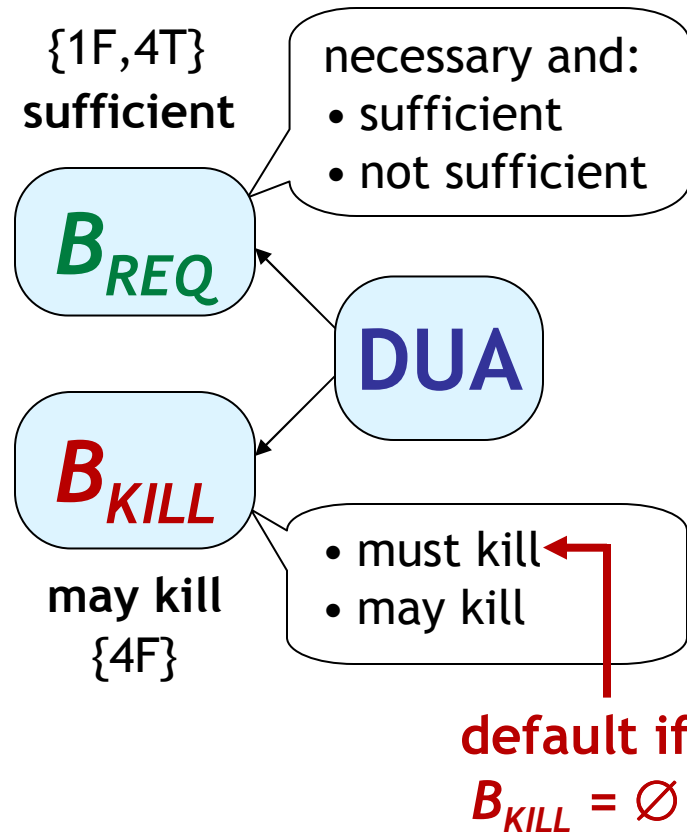 {1F,4T}
sufficient
necessary and:
• sufficient
• not sufficient
B_REQ
DUA
B_KILL
• must kill
• may kill
may kill
{4F}
default if
B_KILL = ∅